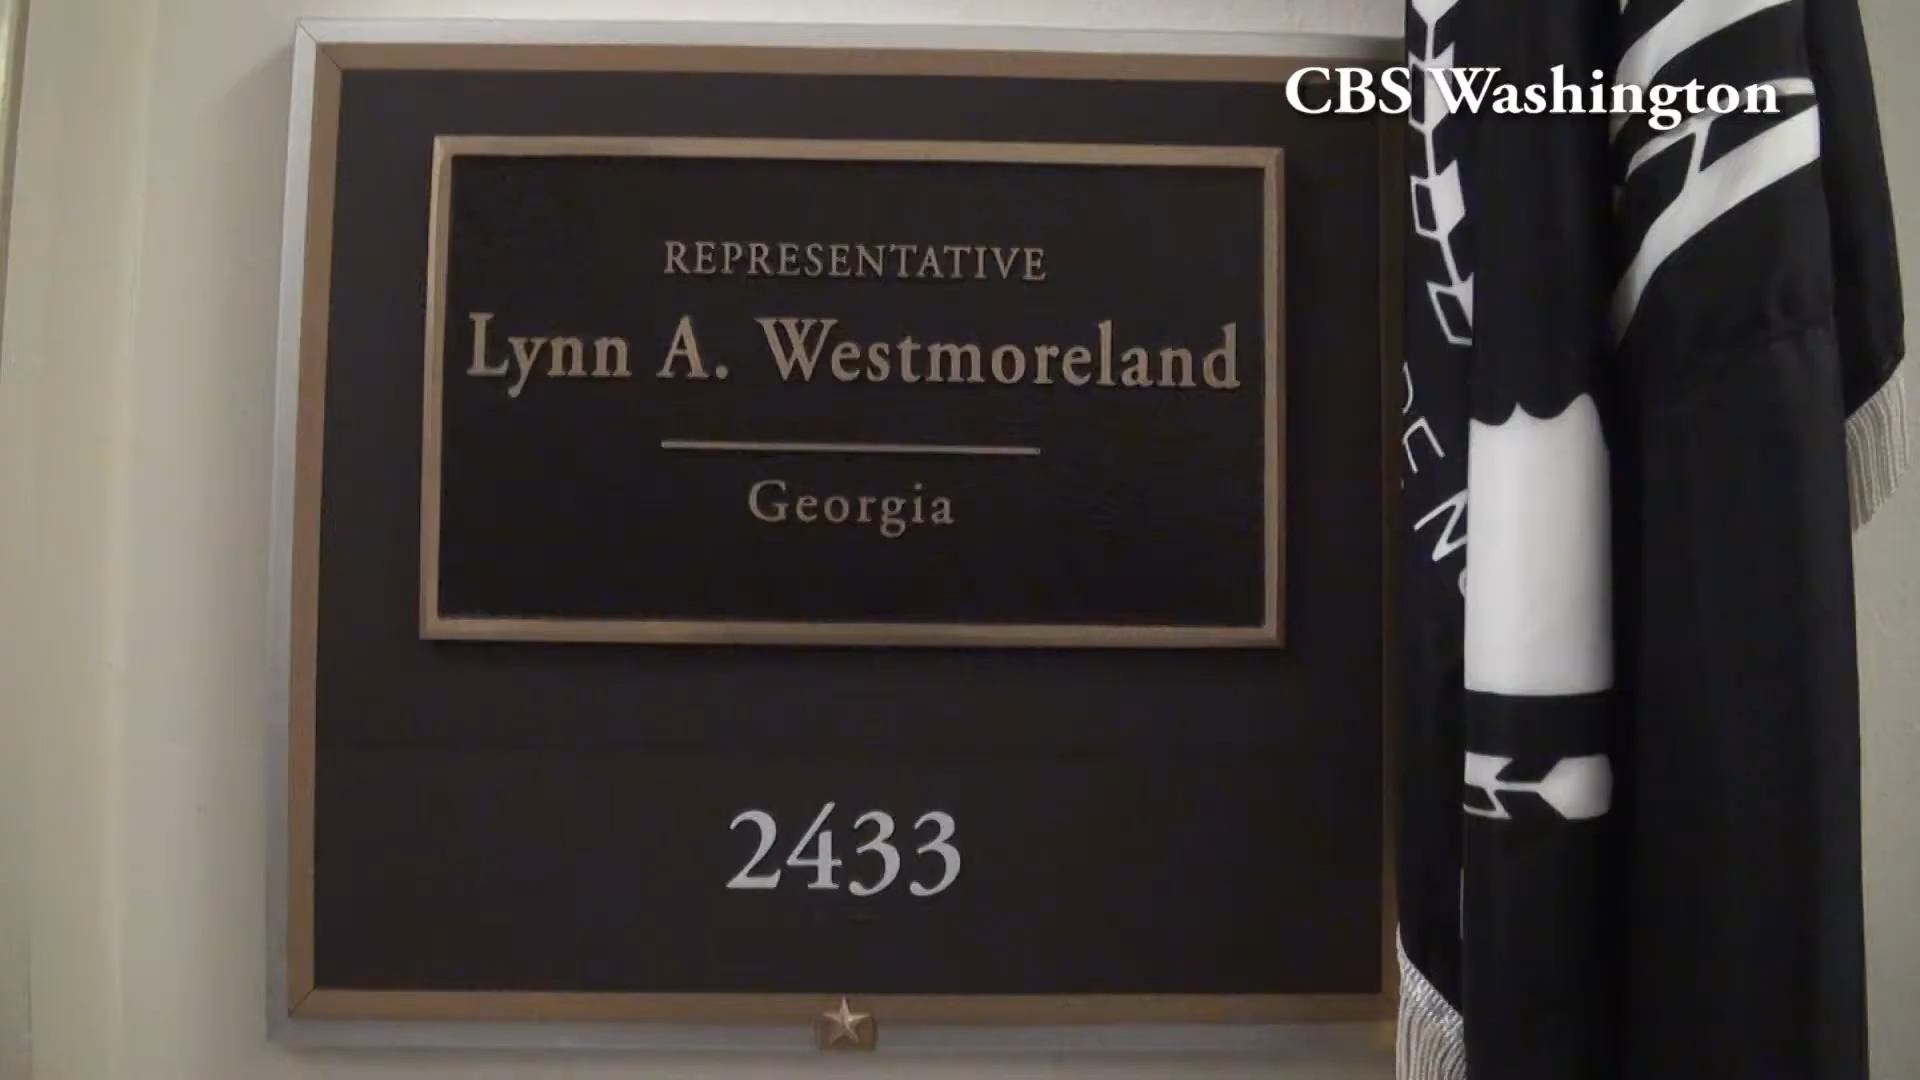 CBS Washington
REPRESENTATIVE
Lynn A. Westmoreland
Georgia
2433